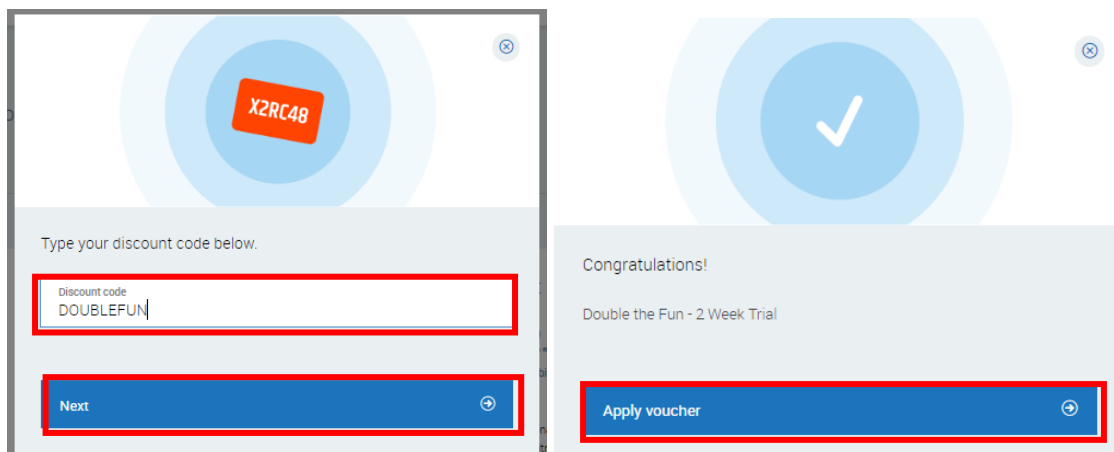 X2RC48
Type your discount code below.
Discount code
DOUBLEFUN
Next
Congratulations!
Double the Fun - 2 Week Trial
Apply voucher